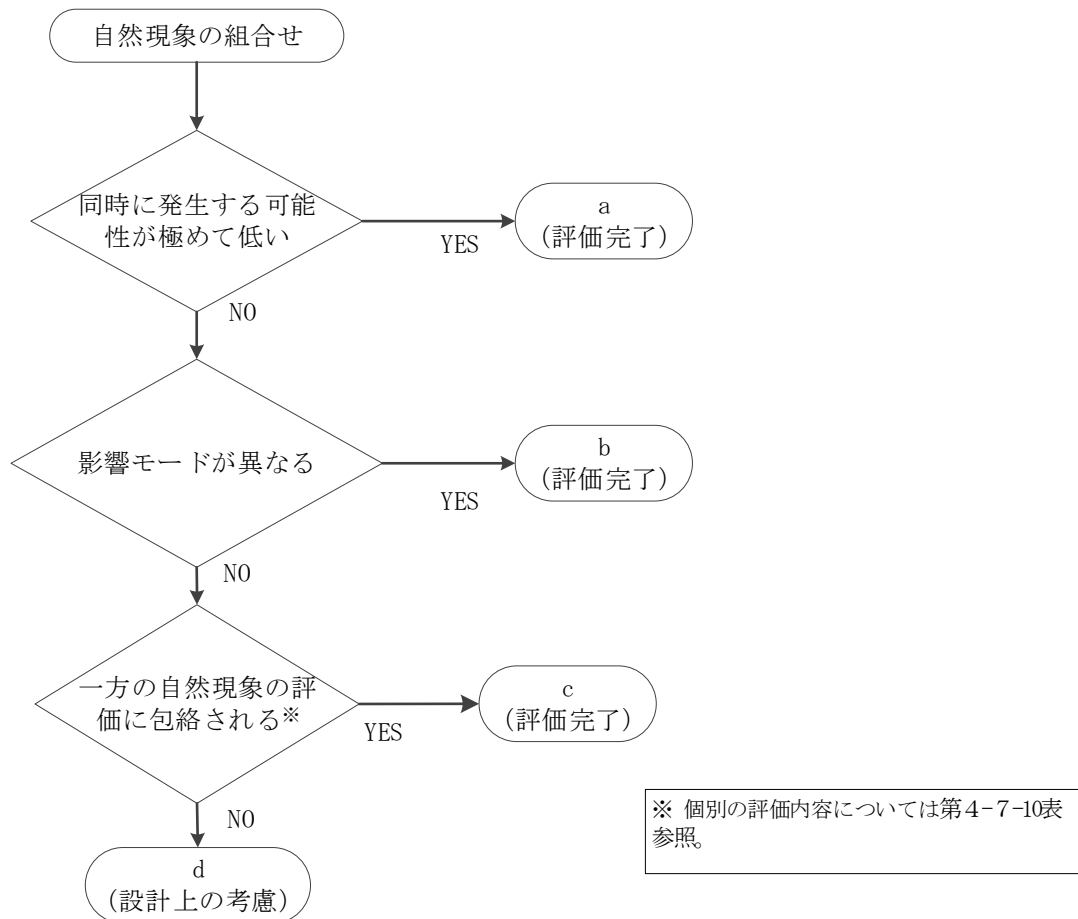 自然現象の組合せ
同時に発生する可能
性が極めて低い
YES
a
(評価完了)
NO
影響モードが異なる
YES
b
(評価完了)
NO
一方の自然現象の評
価に包絡される※
YES
c
(評価完了)
NO
d
(設計上の考慮)
※ 個別の評価内容については第4-7-10表
参照。